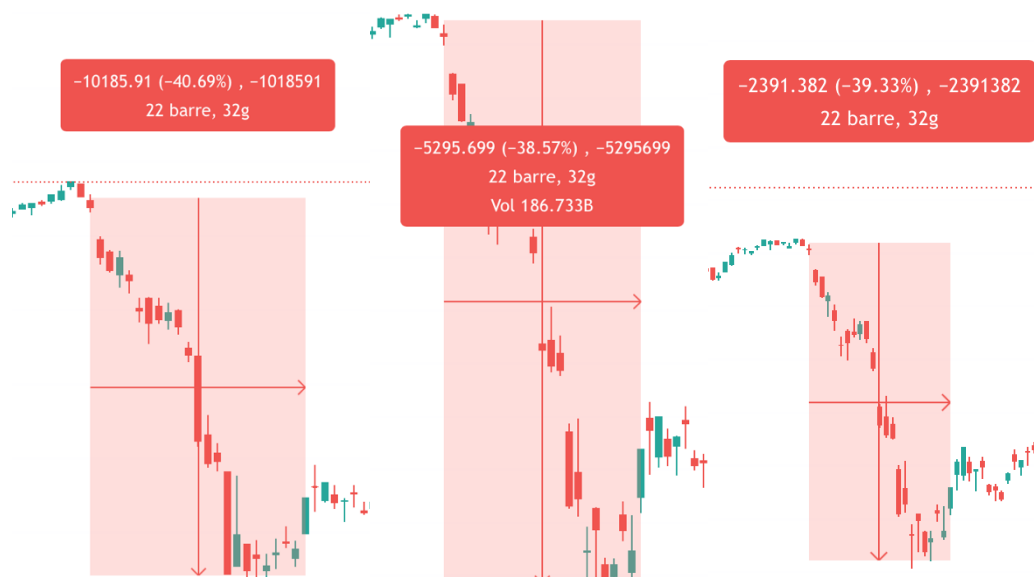 −10185.91 (−40.69%) , −1018591
22 barre, 32g
−5295.699 (−38.57%) , −5295699
22 barre, 32g
Vol 186.733B
−2391.382 (−39.33%) , −2391382
22 barre, 32g